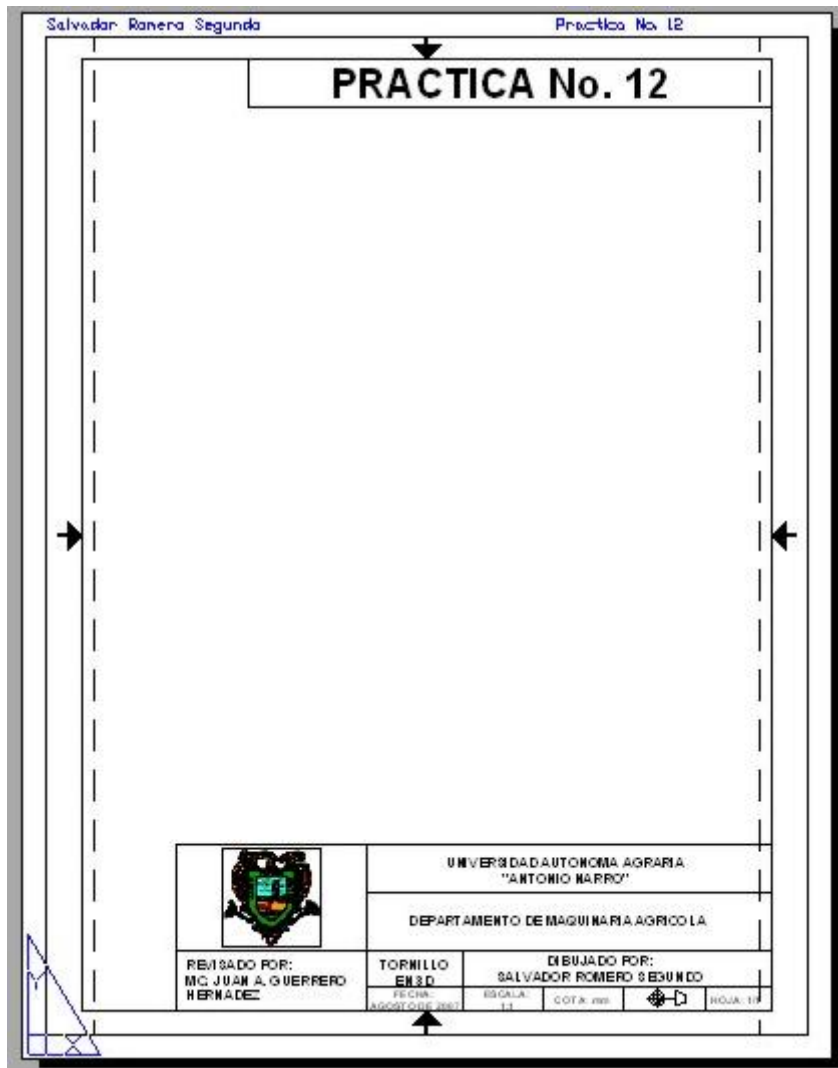 Salvador Romero Segundo
Practica No. 12
PRACTICA No. 12
UNIVERSIDAD AUTONOMA AGRARIA
"ANTONIO NARRO"
DEPARTAMENTO DE MAQUINARIA AGRICOLA
REVISADO POR:
MC. JUAN A. GUERRERO
HERNADEZ
TORNILLO
EN 3D
DIBUJADO POR:
SALVADOR ROMERO SEGUNDO
FECHA:
AGOSTO DE 2007
ESCALA:
1:1
COTA: mm
HOJA: 1/1
Y
X